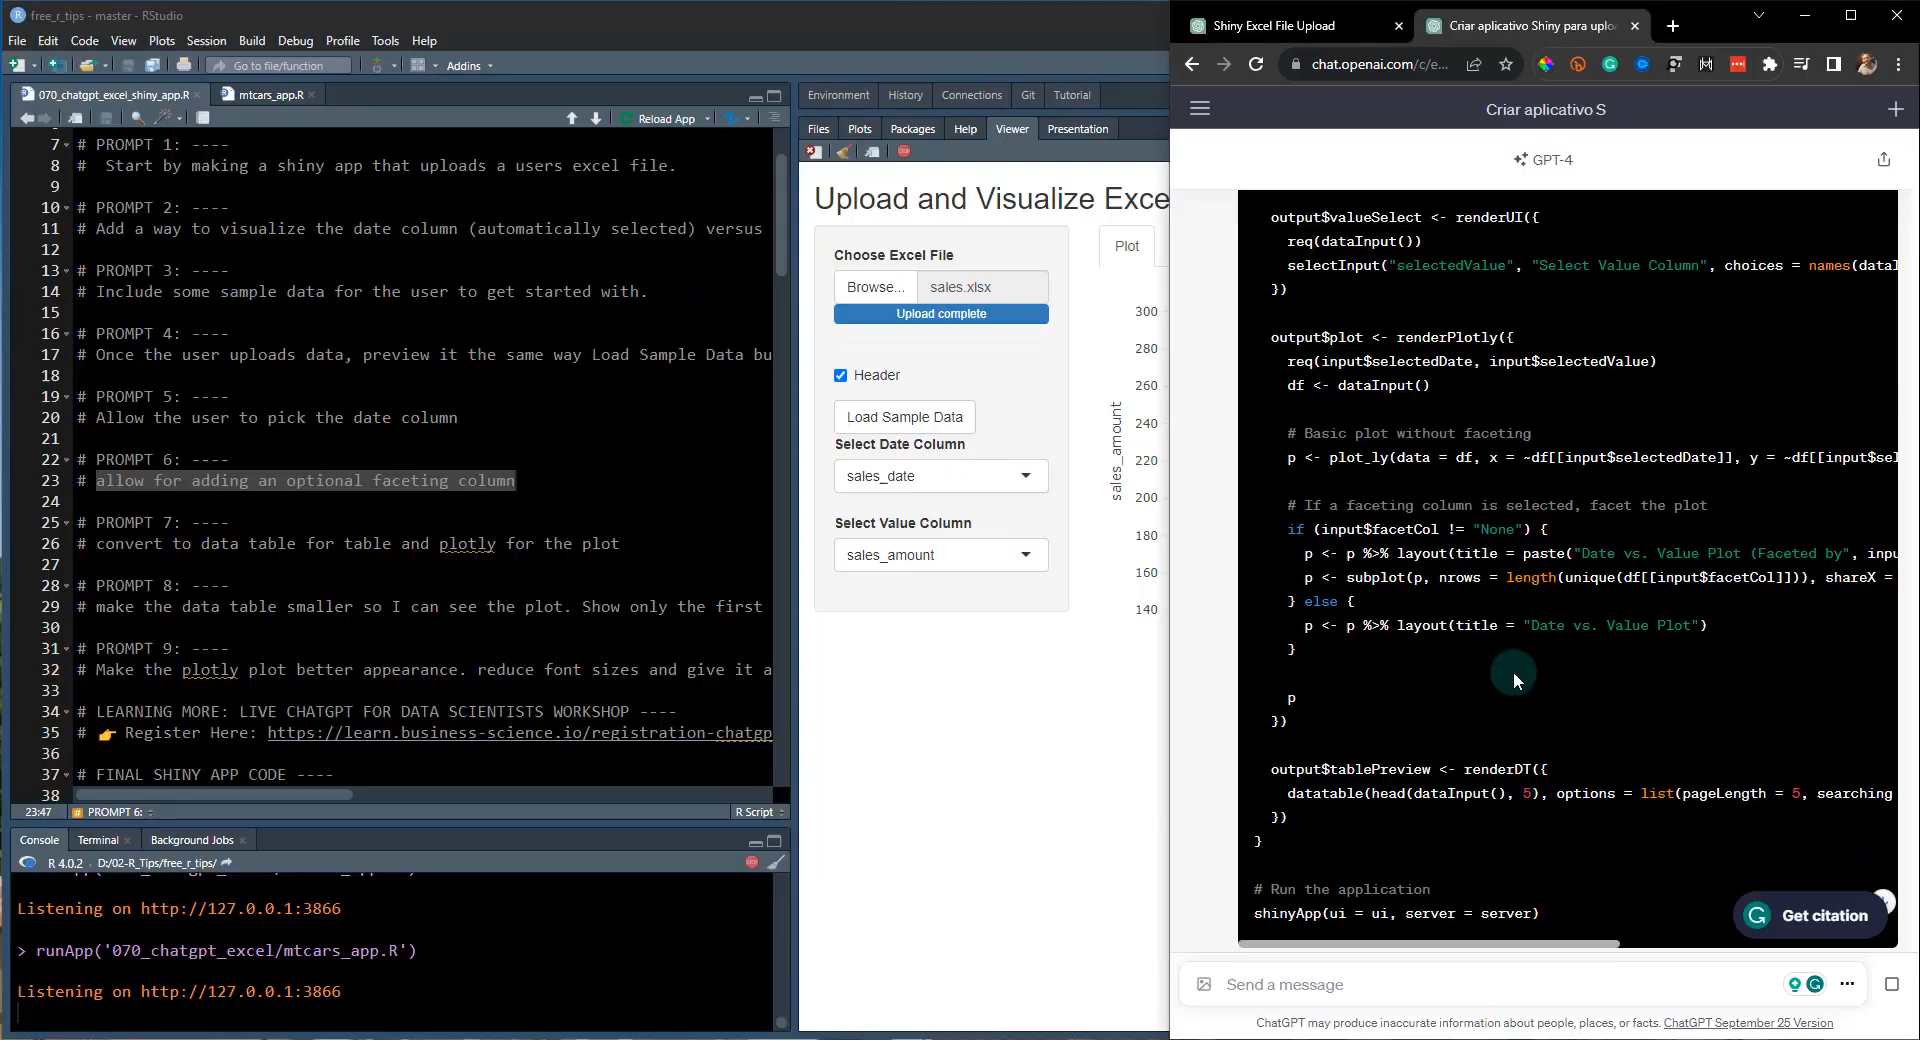 free_r_tips - master - RStudio
File Edit Code View Plots Session Build Debug Profile Tools Help
Go to file/function
Addins
070_chatgpt_excel_shiny_app.R
mtcars_app.R
Reload App
7 # PROMPT 1: ----
8 #  Start by making a shiny app that uploads a users excel file.
9
10 # PROMPT 2: ----
11 # Add a way to visualize the date column (automatically selected) versus
12
13 # PROMPT 3: ----
14 # Include some sample data for the user to get started with.
15
16 # PROMPT 4: ----
17 # Once the user uploads data, preview it the same way Load Sample Data bu
18
19 # PROMPT 5: ----
20 # Allow the user to pick the date column
21
22 # PROMPT 6: ----
23 # allow for adding an optional faceting column
24
25 # PROMPT 7: ----
26 # convert to data table for table and plotly for the plot
27
28 # PROMPT 8: ----
29 # make the data table smaller so I can see the plot. Show only the first
30
31 # PROMPT 9: ----
32 # Make the plotly plot better appearance. reduce font sizes and give it a
33
34 # LEARNING MORE: LIVE CHATGPT FOR DATA SCIENTISTS WORKSHOP ----
35 # 👉 Register Here: https://learn.business-science.io/registration-chatgp
36
37 # FINAL SHINY APP CODE ----
38
23:47 # PROMPT 6: R Script
Console Terminal Background Jobs
R 4.0.2 · D:/02-R_Tips/free_r_tips/
Listening on http://127.0.0.1:3866
> runApp('070_chatgpt_excel/mtcars_app.R')
Listening on http://127.0.0.1:3866
Environment History Connections Git Tutorial
Files Plots Packages Help Viewer Presentation
Upload and Visualize Exce
Choose Excel File
Browse... sales.xlsx
Upload complete
Header
Load Sample Data
Select Date Column
sales_date
Select Value Column
sales_amount
Plot
sales_amount
300
280
260
240
220
200
180
160
140
Shiny Excel File Upload
Criar aplicativo Shiny para uplo
chat.openai.com/c/e...
Criar aplicativo S
GPT-4
output$valueSelect <- renderUI({
req(dataInput())
selectInput("selectedValue", "Select Value Column", choices = names(dataI
})
output$plot <- renderPlotly({
req(input$selectedDate, input$selectedValue)
df <- dataInput()
# Basic plot without faceting
p <- plot_ly(data = df, x = ~df[[input$selectedDate]], y = ~df[[input$sel
# If a faceting column is selected, facet the plot
if (input$facetCol != "None") {
p <- p %>% layout(title = paste("Date vs. Value Plot (Faceted by", inpu
p <- subplot(p, nrows = length(unique(df[[input$facetCol]])), shareX =
} else {
p <- p %>% layout(title = "Date vs. Value Plot")
}
p
})
output$tablePreview <- renderDT({
datatable(head(dataInput(), 5), options = list(pageLength = 5, searching
})
}
# Run the application
shinyApp(ui = ui, server = server)
Get citation
Send a message
ChatGPT may produce inaccurate information about people, places, or facts. ChatGPT September 25 Version